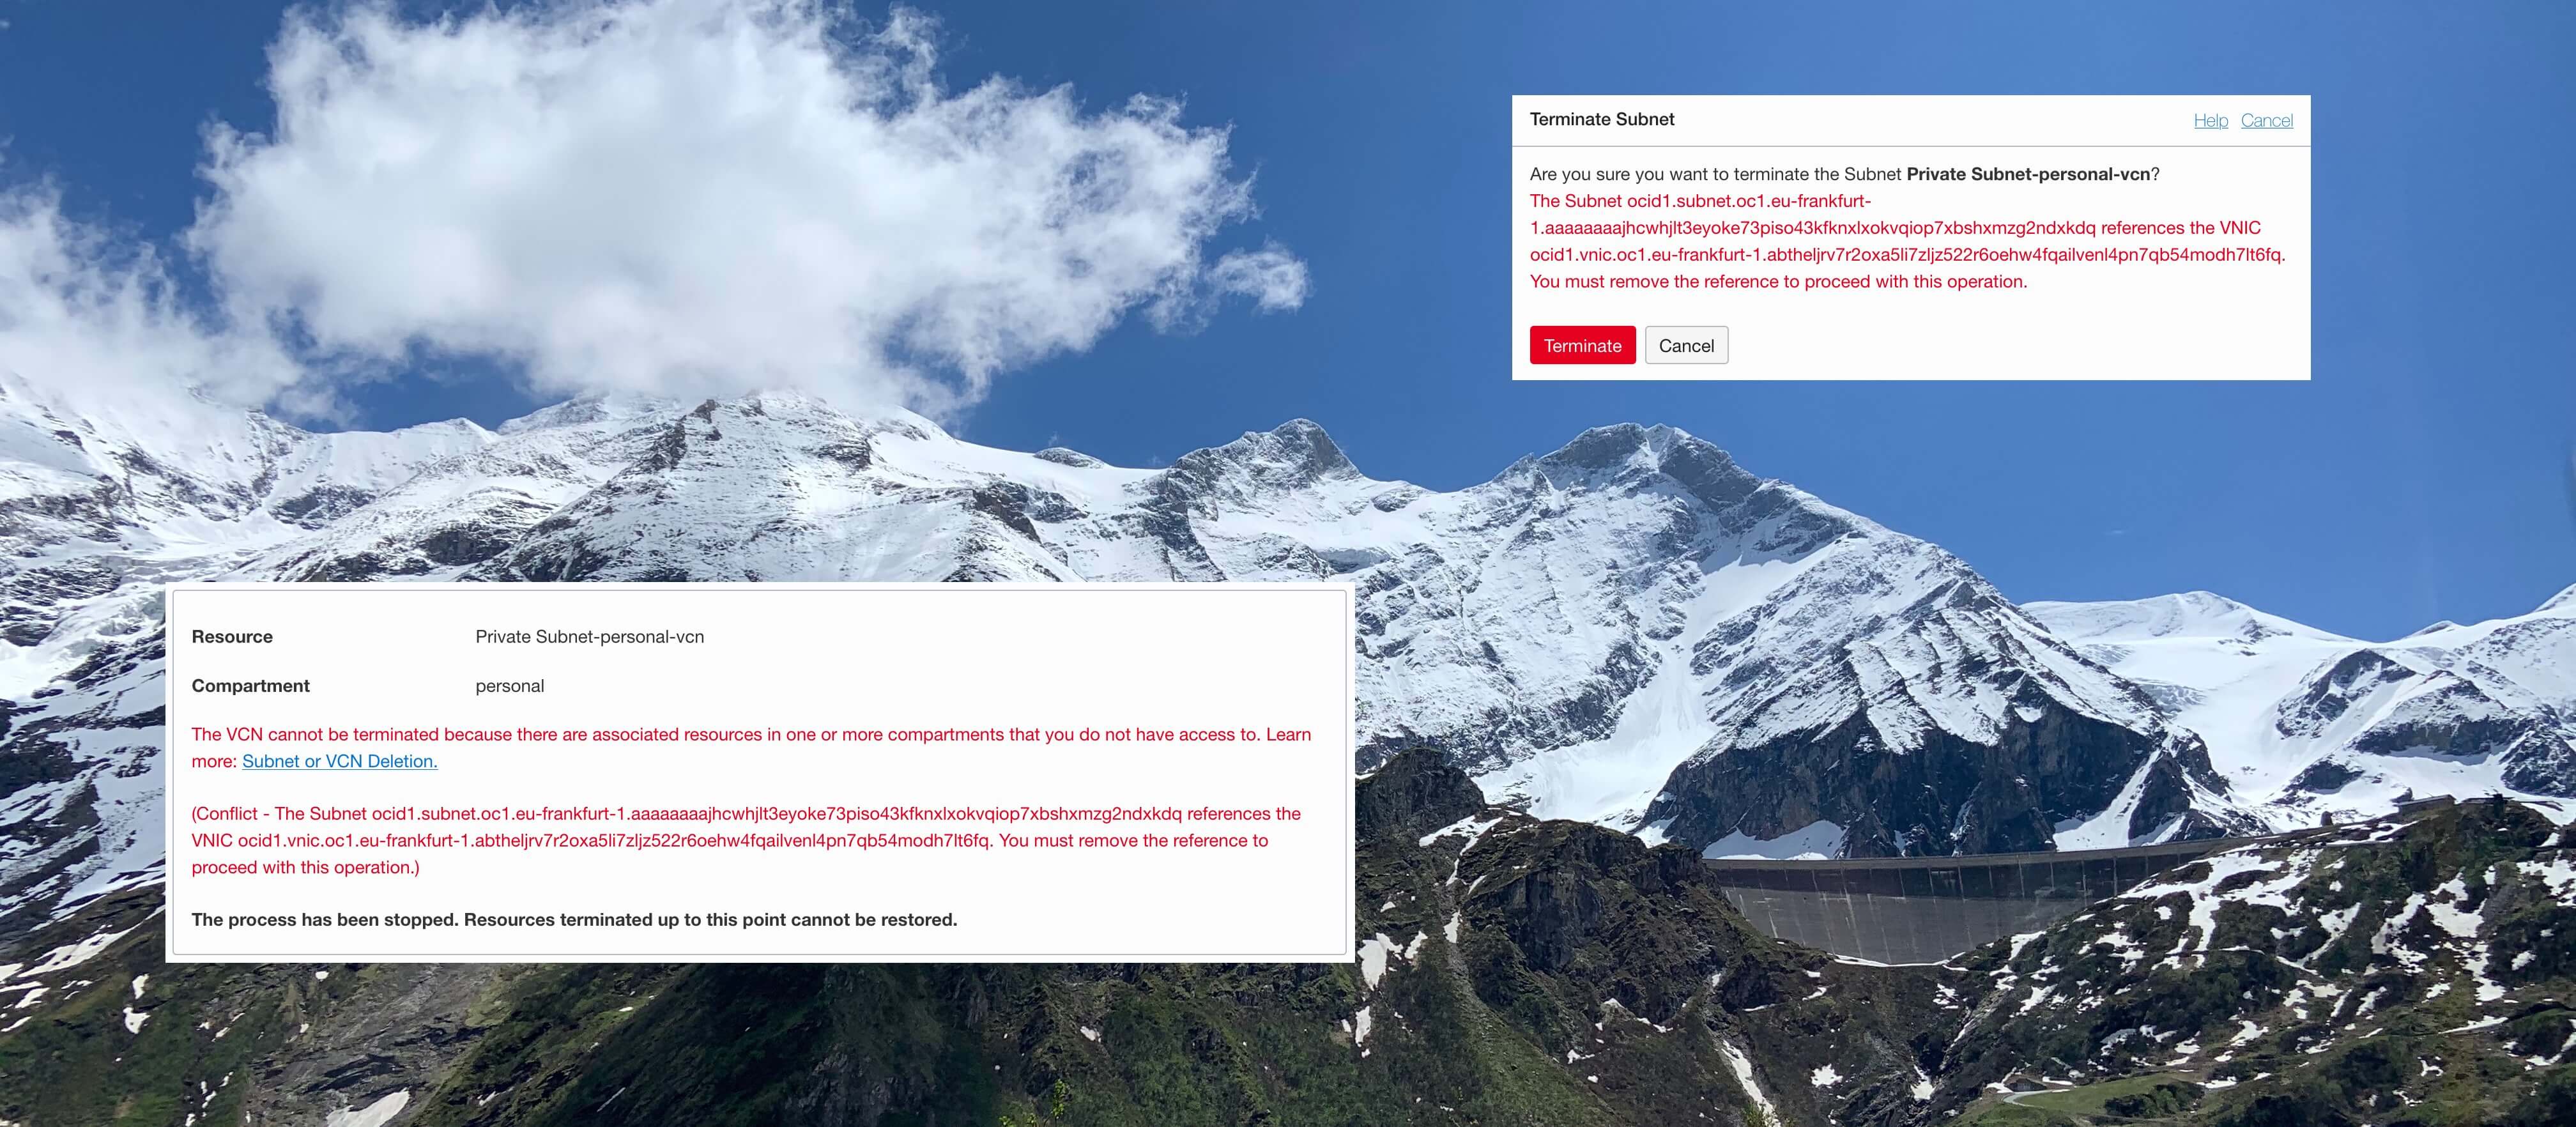 Terminate Subnet
Help Cancel
Are you sure you want to terminate the Subnet Private Subnet-personal-vcn?
The Subnet ocid1.subnet.oc1.eu-frankfurt-
1.aaaaaaaajhcwhjlt3eyoke73piso43kfknxlxokvqiop7xbshxmzg2ndxkdq references the VNIC
ocid1.vnic.oc1.eu-frankfurt-1.abtheljrv7r2oxa5li7zljz522r6oehw4fqailvenl4pn7qb54modh7lt6fq.
You must remove the reference to proceed with this operation.
Terminate Cancel
Resource Private Subnet-personal-vcn
Compartment personal
The VCN cannot be terminated because there are associated resources in one or more compartments that you do not have access to. Learn
more: Subnet or VCN Deletion.
(Conflict - The Subnet ocid1.subnet.oc1.eu-frankfurt-1.aaaaaaaajhcwhjlt3eyoke73piso43kfknxlxokvqiop7xbshxmzg2ndxkdq references the
VNIC ocid1.vnic.oc1.eu-frankfurt-1.abtheljrv7r2oxa5li7zljz522r6oehw4fqailvenl4pn7qb54modh7lt6fq. You must remove the reference to
proceed with this operation.)
The process has been stopped. Resources terminated up to this point cannot be restored.